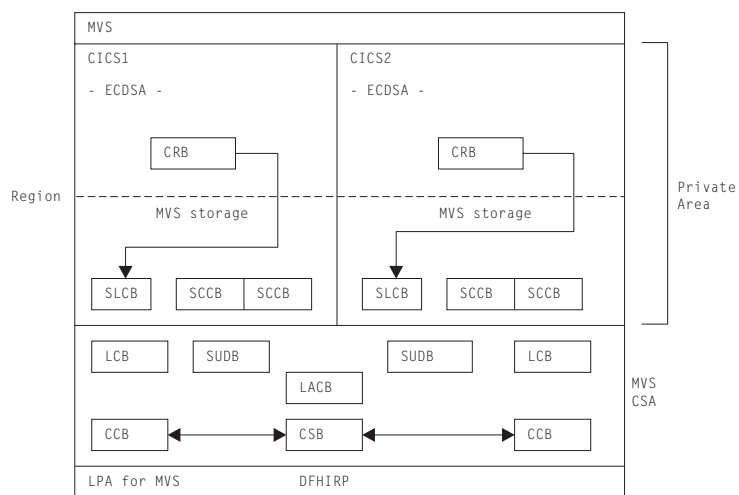 MVS
CICS1 CICS2
- ECDSA - - ECDSA -
CRB CRB
Region
Private
Area
MVS storage MVS storage
SLCB SCCB SCCB SLCB SCCB SCCB
LCB SUDB SUDB LCB
LACB
MVS
CSA
CCB CSB CCB
LPA for MVS DFHIRP